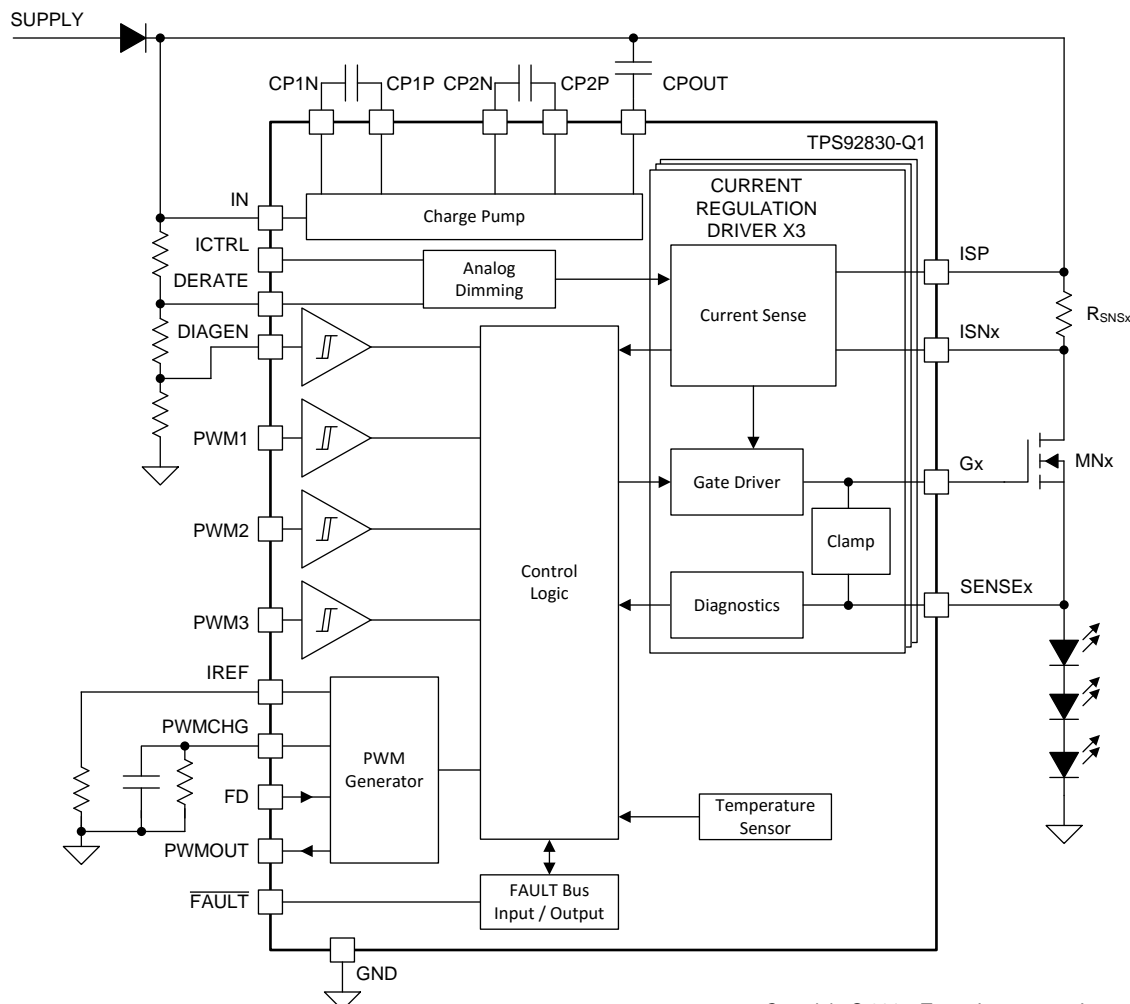 SUPPLY
CP1N
CP1P
CP2N
CP2P
CPOUT
TPS92830-Q1
IN
Charge Pump
CURRENT
REGULATION
DRIVER X3
ICTRL
DERATE
Analog
Dimming
ISP
Current Sense
RSNSx
DIAGEN
ISNx
PWM1
Gate Driver
Gx
MNx
PWM2
Clamp
Control
Logic
PWM3
Diagnostics
SENSEx
IREF
PWMCHG
PWM
Generator
FD
Temperature
Sensor
PWMOUT
FAULT
FAULT Bus
Input / Output
GND